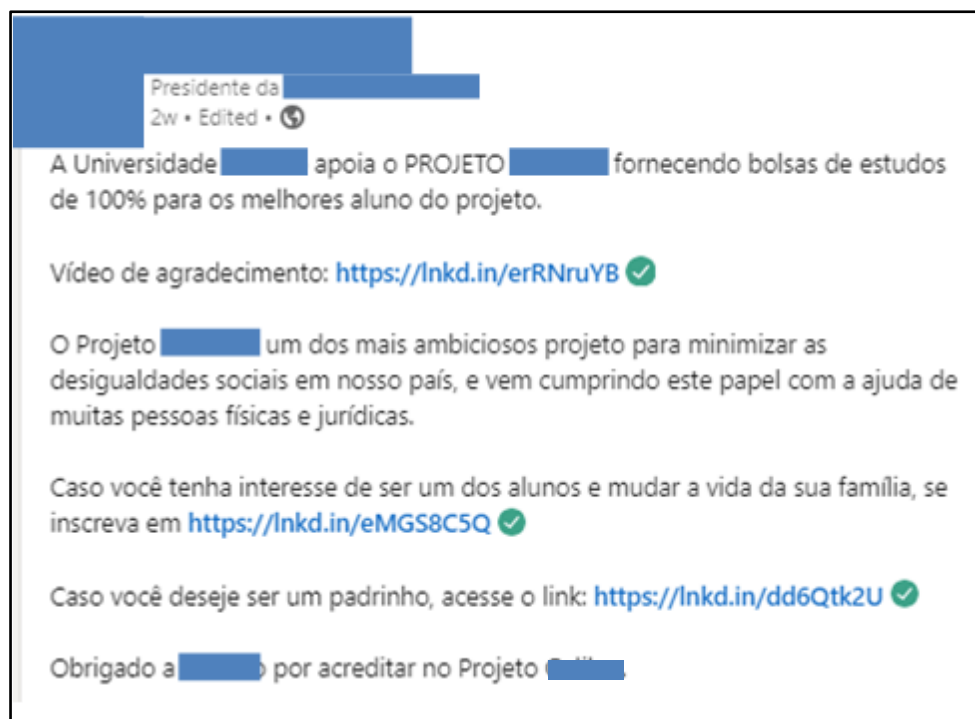 Presidente da
2w • Edited •
A Universidade apoia o PROJETO fornecendo bolsas de estudos
de 100% para os melhores aluno do projeto.
Vídeo de agradecimento: https://lnkd.in/erRNruYB
O Projeto um dos mais ambiciosos projeto para minimizar as
desigualdades sociais em nosso país, e vem cumprindo este papel com a ajuda de
muitas pessoas físicas e jurídicas.
Caso você tenha interesse de ser um dos alunos e mudar a vida da sua família, se
inscreva em https://lnkd.in/eMGS8C5Q
Caso você deseje ser um padrinho, acesse o link: https://lnkd.in/dd6Qtk2U
Obrigado a por acreditar no Projeto